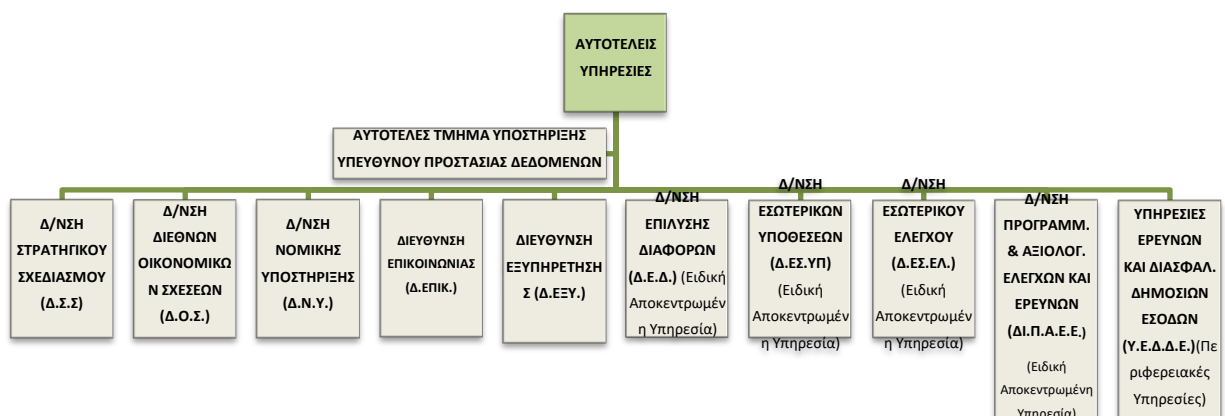 ΑΥΤΟΤΕΛΕΙΣ
ΥΠΗΡΕΣΙΕΣ
ΑΥΤΟΤΕΛΕΣ ΤΜΗΜΑ ΥΠΟΣΤΗΡΙΞΗΣ
ΥΠΕΥΘΥΝΟΥ ΠΡΟΣΤΑΣΙΑΣ ΔΕΔΟΜΕΝΩΝ
Δ/ΝΣΗ
ΣΤΡΑΤΗΓΙΚΟΥ
ΣΧΕΔΙΑΣΜΟΥ
(Δ.Σ.Σ)
Δ/ΝΣΗ
ΔΙΕΘΝΩΝ
ΟΙΚΟΝΟΜΙΚΩ
Ν ΣΧΕΣΕΩΝ
(Δ.Ο.Σ.)
Δ/ΝΣΗ
ΝΟΜΙΚΗΣ
ΥΠΟΣΤΗΡΙΞΗΣ
(Δ.Ν.Υ.)
ΔΙΕΥΘΥΝΣΗ
ΕΠΙΚΟΙΝΩΝΙΑΣ
(Δ.ΕΠΙΚ.)
ΔΙΕΥΘΥΝΣΗ
ΕΞΥΠΗΡΕΤΗΣΗ
Σ (Δ.ΕΞΥ.)
Δ/ΝΣΗ
ΕΠΙΛΥΣΗΣ
ΔΙΑΦΟΡΩΝ
(Δ.Ε.Δ.) (Ειδική
Αποκεντρωμέν
η Υπηρεσία)
Δ/ΝΣΗ
ΕΣΩΤΕΡΙΚΩΝ
ΥΠΟΘΕΣΕΩΝ
(Δ.ΕΣ.ΥΠ)
(Ειδική
Αποκεντρωμέν
η Υπηρεσία)
Δ/ΝΣΗ
ΕΣΩΤΕΡΙΚΟΥ
ΕΛΕΓΧΟΥ
(Δ.ΕΣ.ΕΛ.)
(Ειδική
Αποκεντρωμέν
η Υπηρεσία)
Δ/ΝΣΗ
ΠΡΟΓΡΑΜΜ.
& ΑΞΙΟΛΟΓ.
ΕΛΕΓΧΩΝ ΚΑΙ
ΕΡΕΥΝΩΝ
(ΔΙ.Π.Α.Ε.Ε.)
(Ειδική
Αποκεντρωμένη
Υπηρεσία)
ΥΠΗΡΕΣΙΕΣ
ΕΡΕΥΝΩΝ
ΚΑΙ ΔΙΑΣΦΑΛ.
ΔΗΜΟΣΙΩΝ
ΕΣΟΔΩΝ
(Υ.Ε.Δ.Δ.Ε.)(Πε
ριφερειακές
Υπηρεσίες)